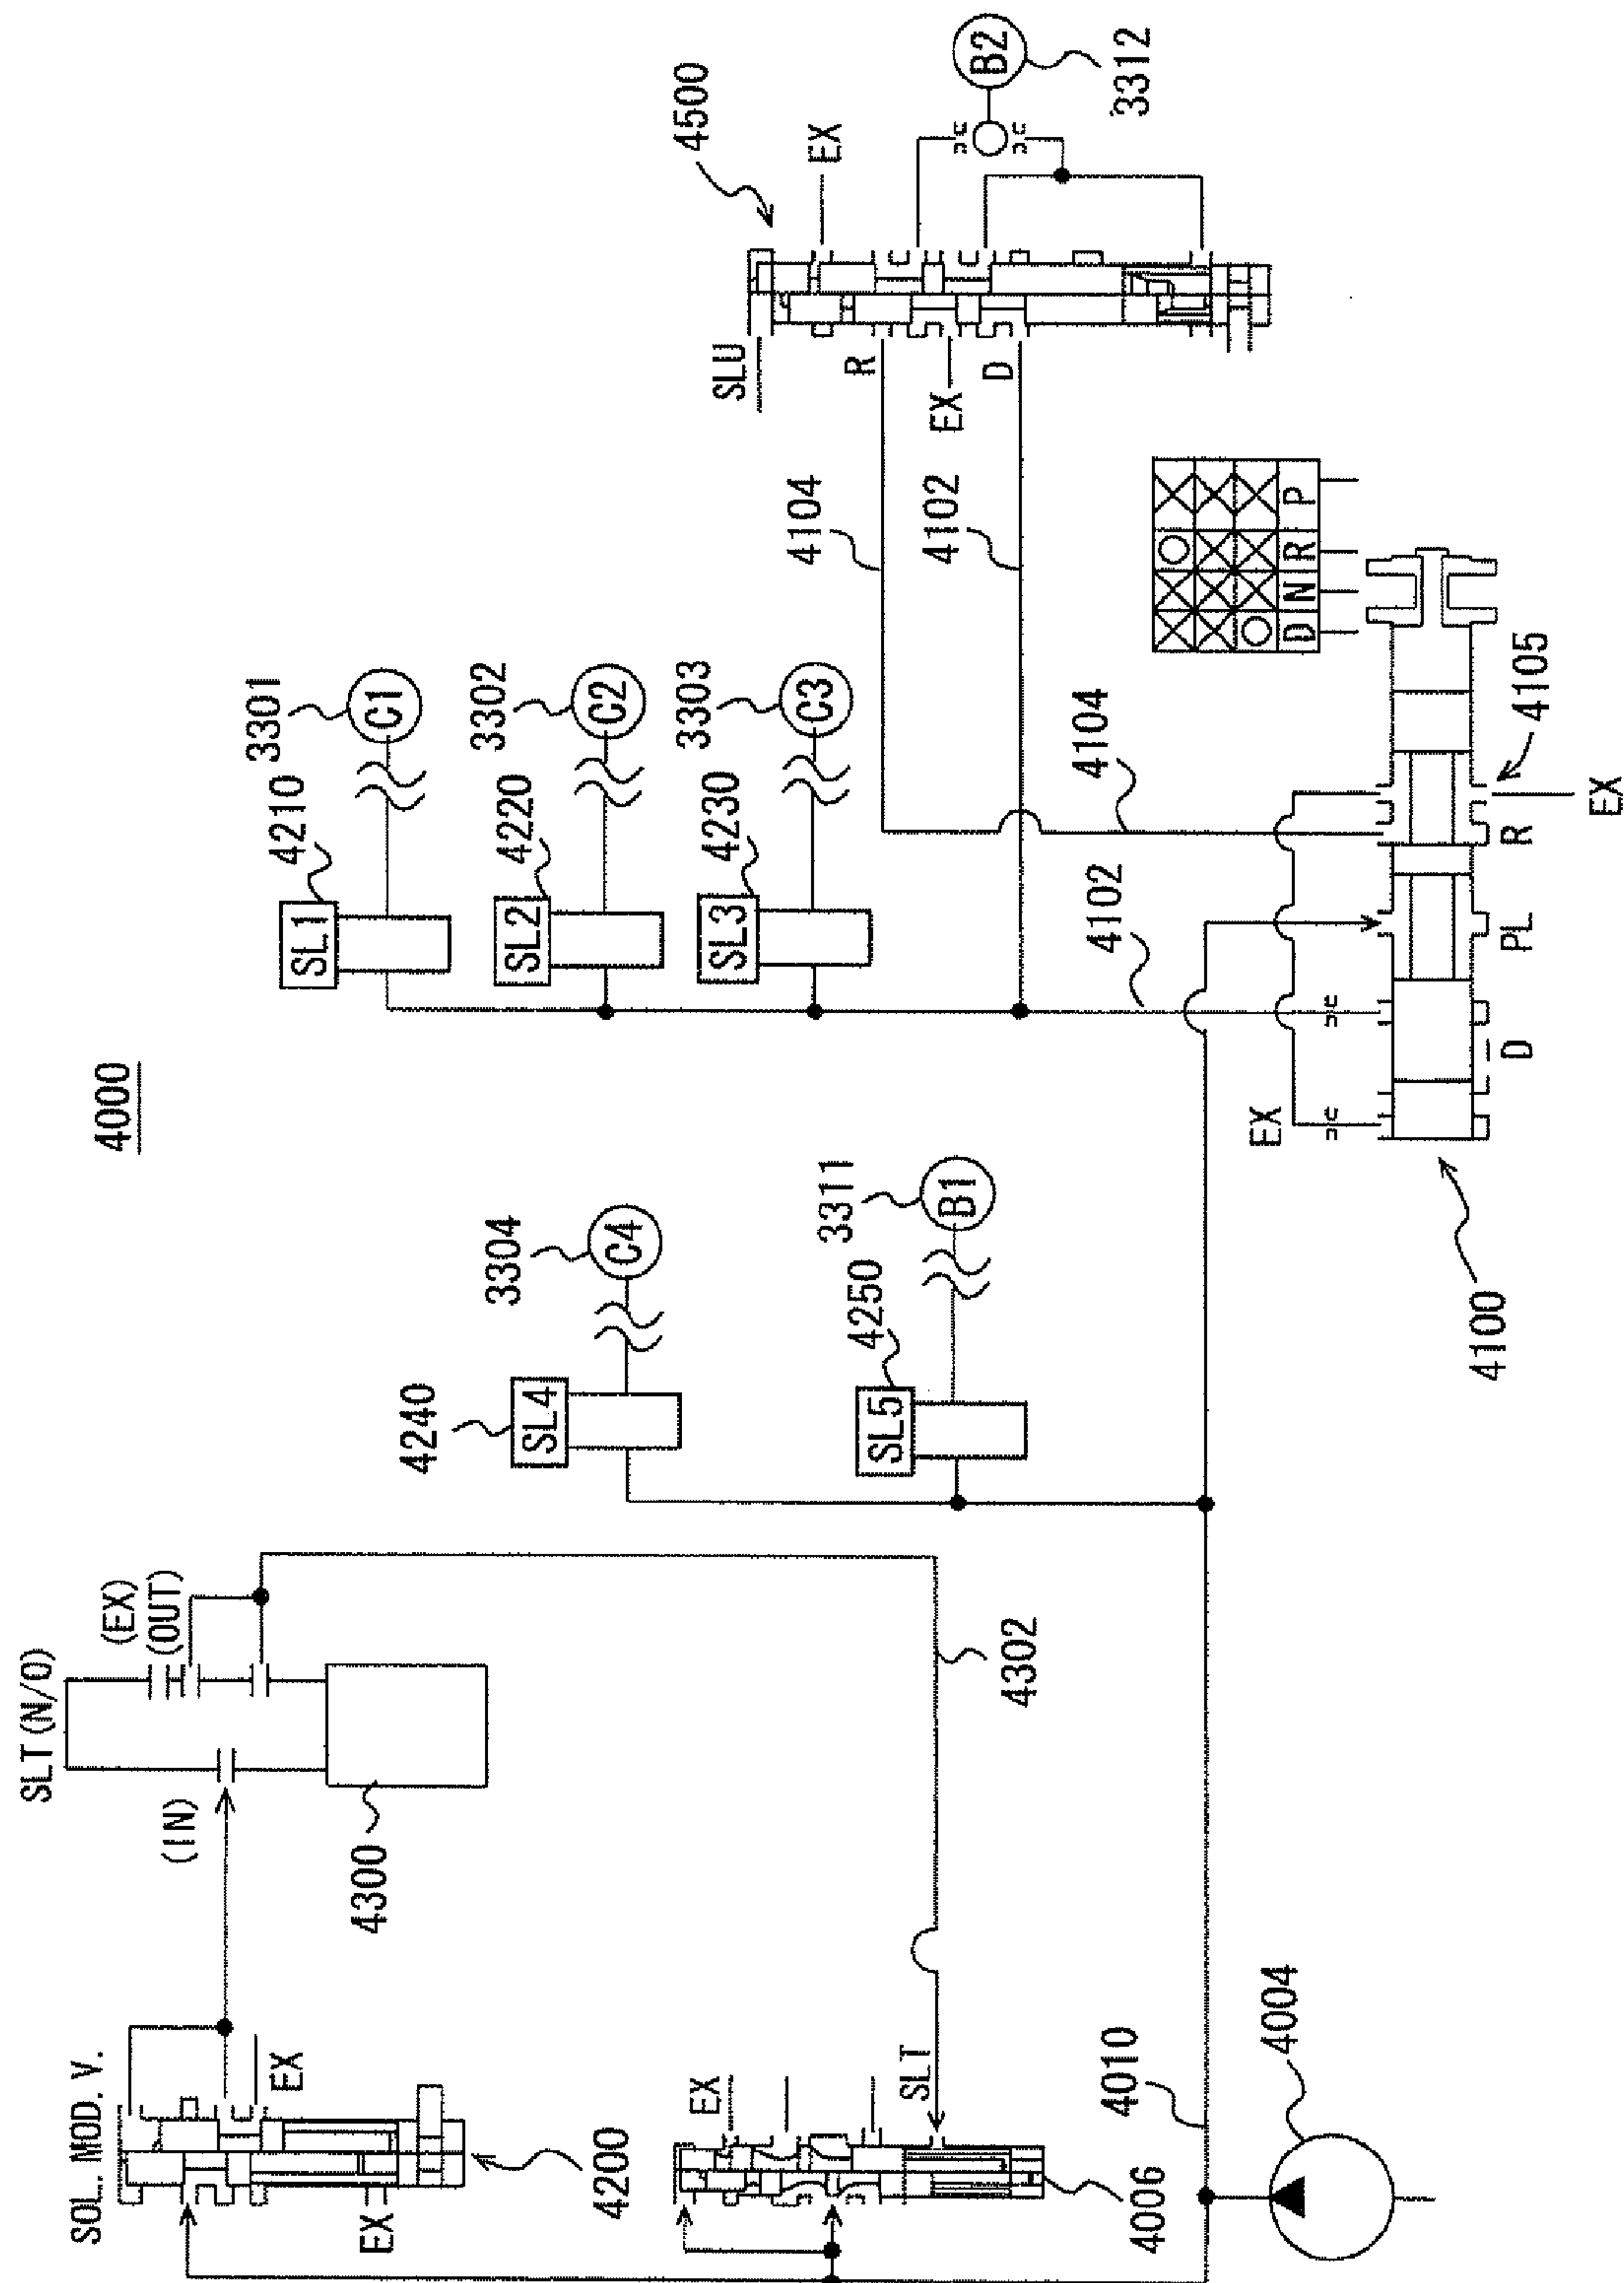 4000
SOL. MOD. V.
EX
EX
4200
(IN)
SLT(N/O)
(EX)
(OUT)
4300
EX
SLT
4006
4302
4010
4004
4240
SL4
3304
C4
4250
SL5
3311
B1
4210
SL1
3301
C1
4220
SL2
3302
C2
4230
SL3
3303
C3
4104
4102
SLU
R
EX
D
EX
4500
B2
3312
4102
4104
EX
D
PL
R
EX
4105
4100
D N R P